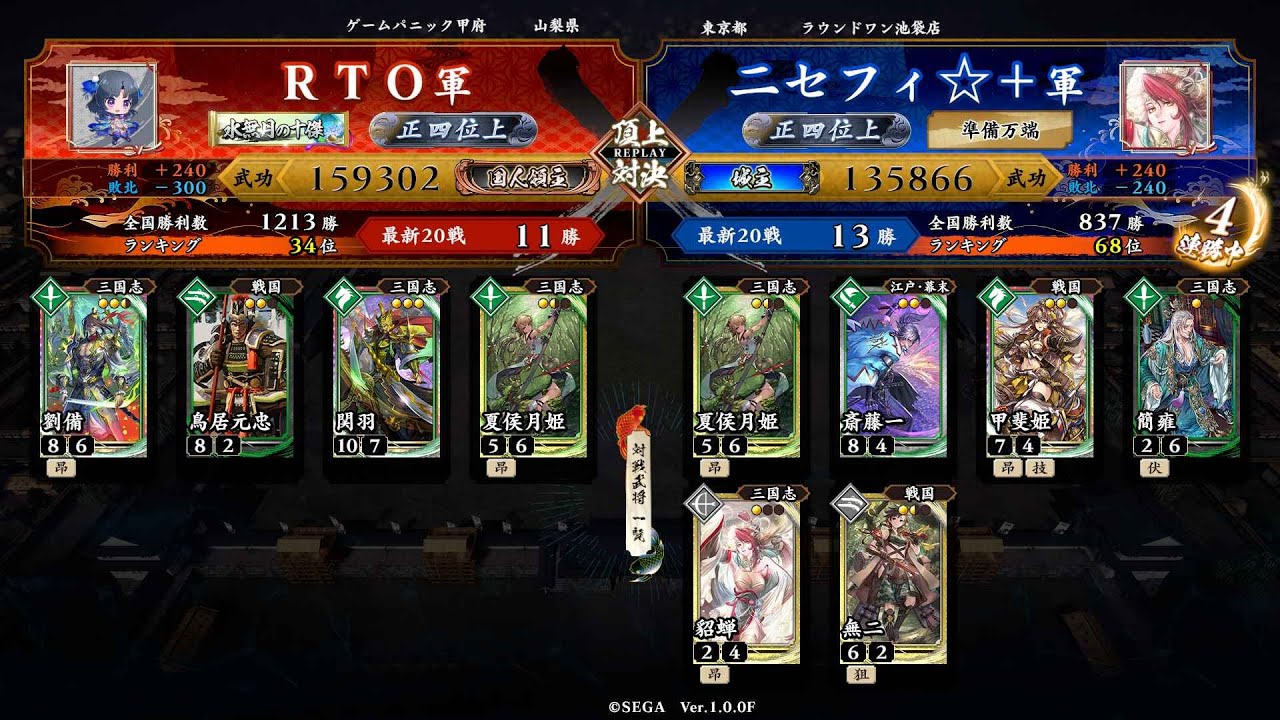 ゲームパニック甲府 山梨県
東京都 ラウンドワン池袋店
RTO軍
水無月の十傑 正四位上
勝利 +240
敗北 -300
武功 159302 国人領主
全国勝利数 1213勝
ランキング 34位
最新20戦 11勝
頂上
REPLAY
対決
ニセフィ☆+軍
正四位上 準備万端
城主 135866 武功
勝利 +240
敗北 -240
最新20戦 13勝
全国勝利数 837勝
ランキング 68位
4
連勝中
三国志
劉備
8 6
昂
戦国
鳥居元忠
8 2
三国志
関羽
10 7
三国志
夏侯月姫
5 6
昂
対戦武将一覧
三国志
夏侯月姫
5 6
昂
江戸・幕末
斎藤一
8 4
戦国
甲斐姫
7 4
昂 技
三国志
簡雍
2 6
伏
三国志
貂蝉
2 4
昂
戦国
無二
6 2
狙
©SEGA Ver.1.0.0F